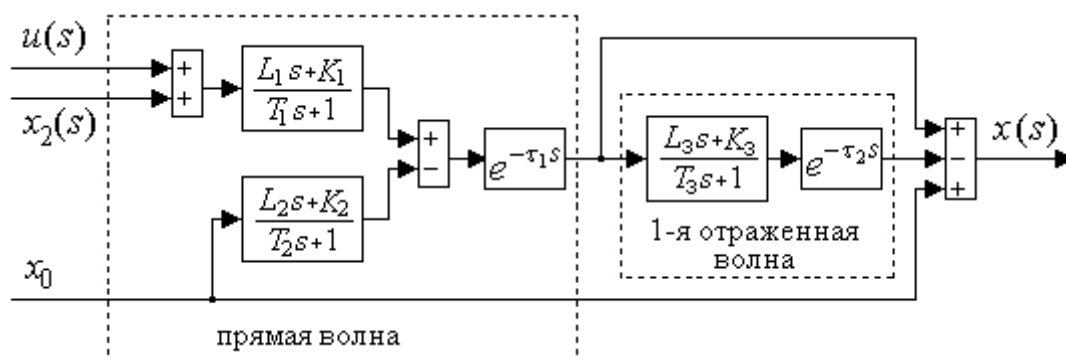 u(s)
x₂(s)
x₀
+
+
L₁s+K₁
T₁s+1
L₂s+K₂
T₂s+1
+
−
e^{−τ₁s}
прямая волна
L₃s+K₃
T₃s+1
e^{−τ₂s}
1-я отраженная
волна
+
−
+
x(s)